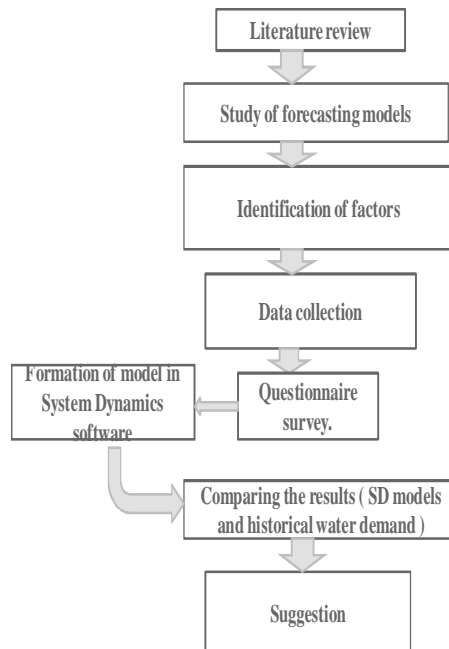 Literature review
Study of forecasting models
Identification of factors
Data collection
Questionnaire
survey.
Formation of model in
System Dynamics
software
Comparing the results ( SD models
and historical water demand )
Suggestion